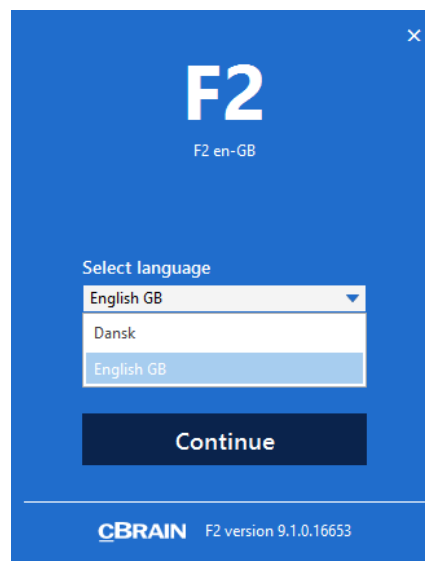 F2
F2 en-GB
Select language
English GB
Dansk
English GB
Continue
cBRAIN F2 version 9.1.0.16653